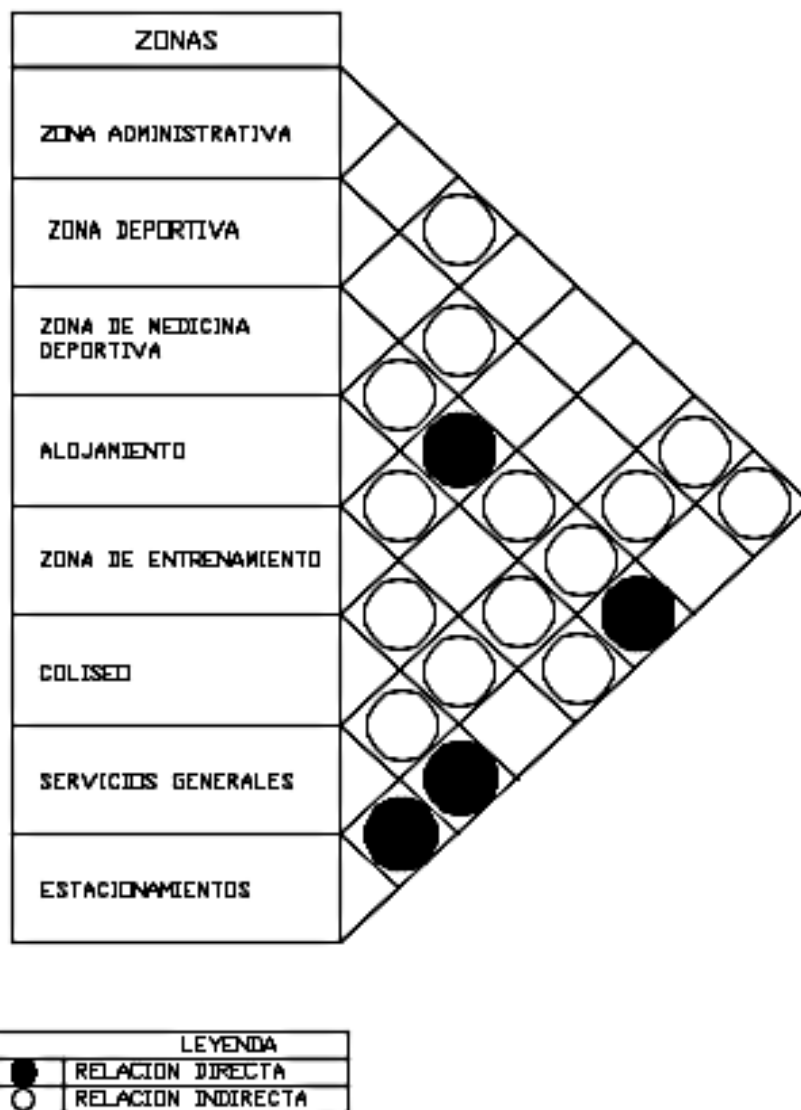 ZONAS
ZONA ADMINISTRATIVA
ZONA DEPORTIVA
ZONA DE MEDICINA
DEPORTIVA
ALOJAMIENTO
ZONA DE ENTRENAMIENTO
COLISEO
SERVICIOS GENERALES
ESTACIONAMIENTOS
LEYENDA
RELACION DIRECTA
RELACION INDIRECTA